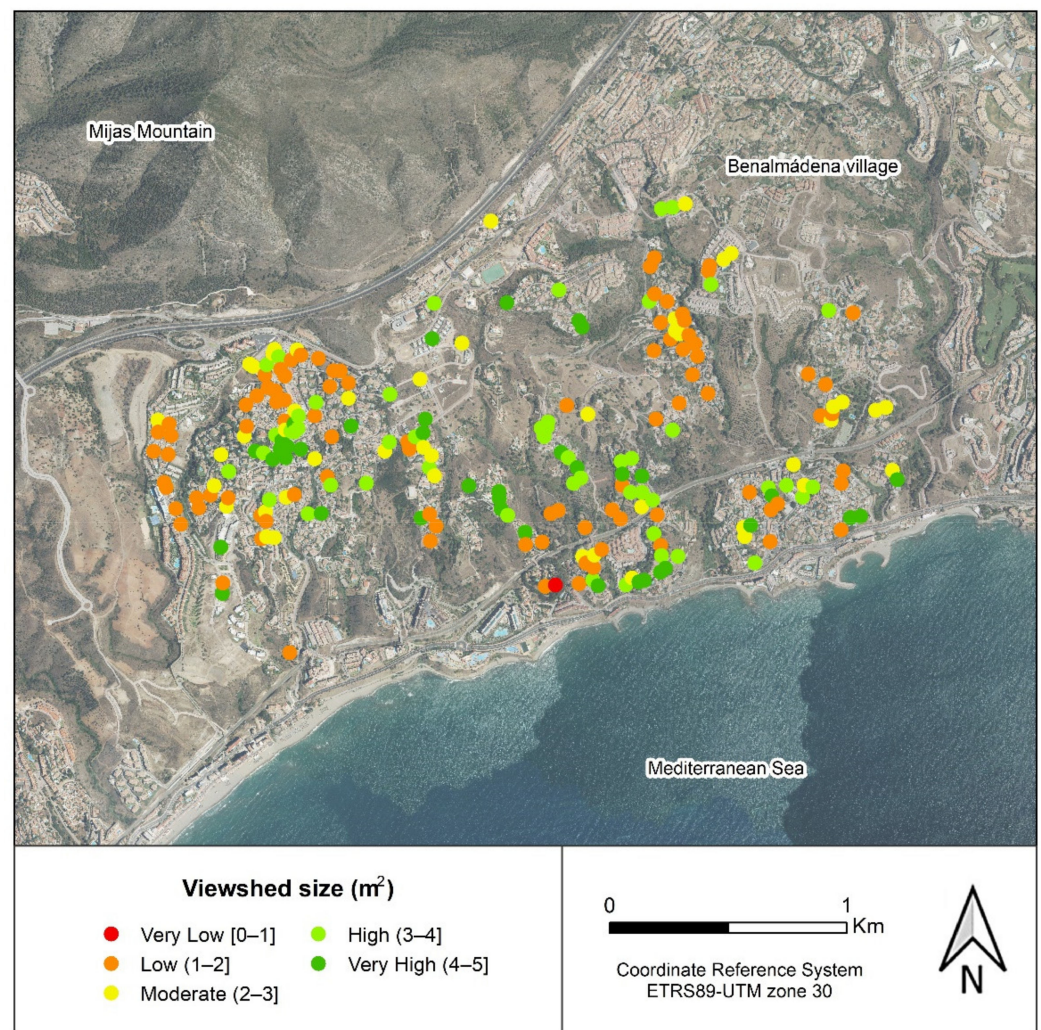 Mijas Mountain
Benalmádena village
Mediterranean Sea
Viewshed size (m²)
Very Low [0–1]
Low (1–2]
Moderate (2–3]
High (3–4]
Very High (4–5]
0 1
Km
Coordinate Reference System
ETRS89-UTM zone 30
N